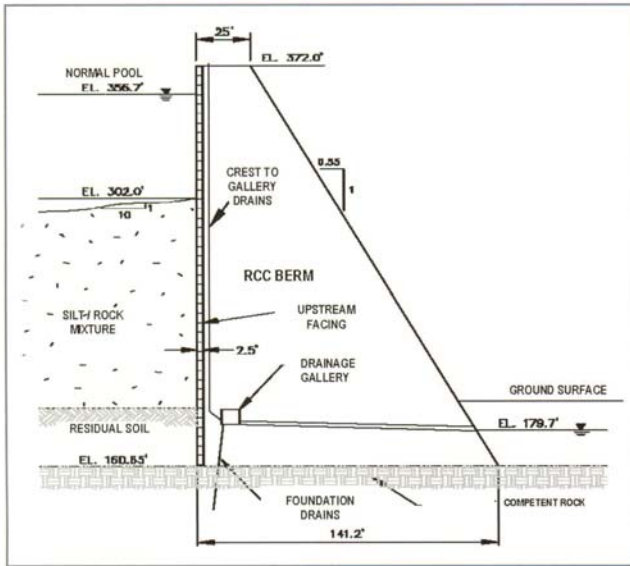 25'
EL. 372.0'
NORMAL POOL
EL. 356.7'
0.55
1
CREST TO
GALLERY
DRAINS
EL. 302.0'
1
10
RCC BERM
SILT-/ ROCK
MIXTURE
UPSTREAM
FACING
2.5'
DRAINAGE
GALLERY
GROUND SURFACE
RESIDUAL SOIL
EL. 179.7'
EL. 160.65'
FOUNDATION
DRAINS
COMPETENT ROCK
141.2'